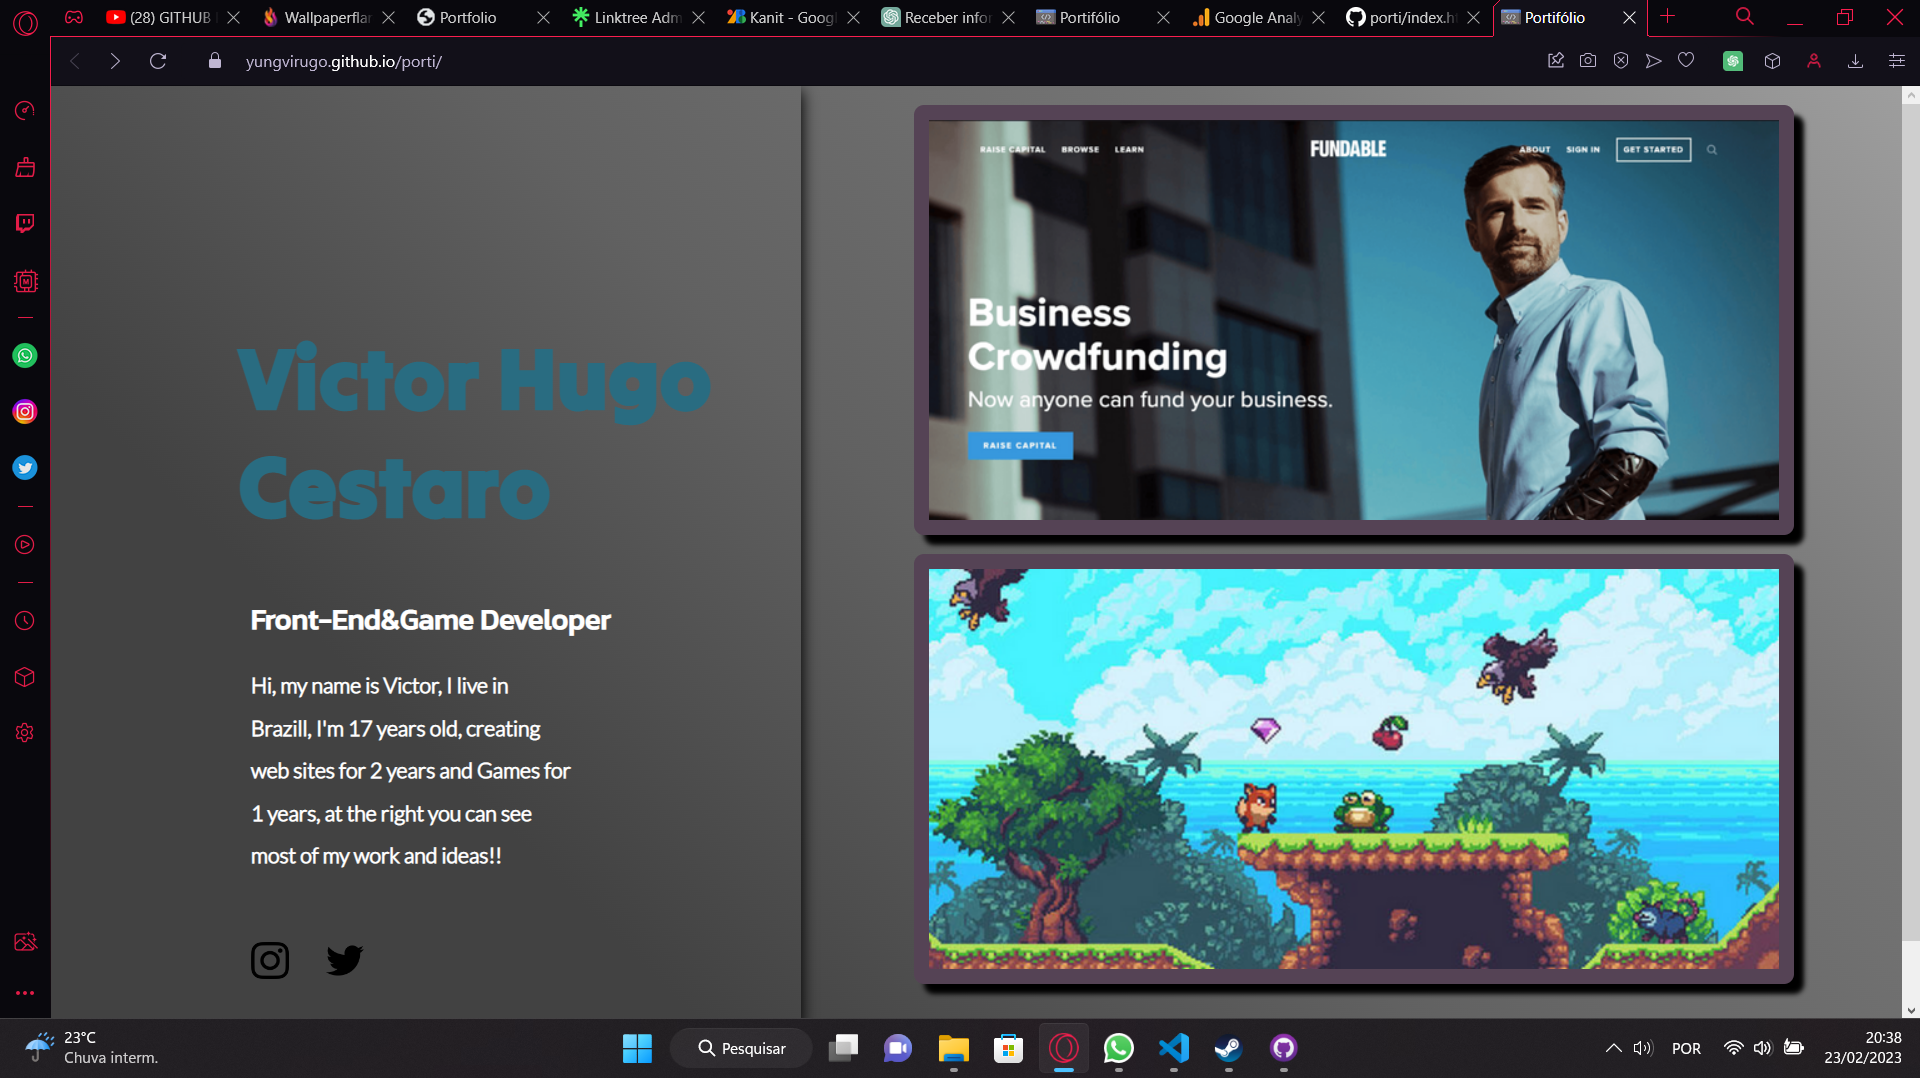 (28) GITHUB
Wallpaperflar
Portfolio
Linktree Adm
Kanit - Goog
Receber infor
Portifólio
Google Analy
porti/index.h
Portifólio
yungvirugo.github.io/porti/
RAISE CAPITAL BROWSE LEARN FUNDABLE ABOUT SIGN IN GET STARTED
Business
Crowdfunding
Now anyone can fund your business.
RAISE CAPITAL
Victor Hugo
Cestaro
Front-End&Game Developer
Hi, my name is Victor, I live in
Brazill, I'm 17 years old, creating
web sites for 2 years and Games for
1 years, at the right you can see
most of my work and ideas!!
23°C
Chuva interm.
Pesquisar
POR
20:38
23/02/2023